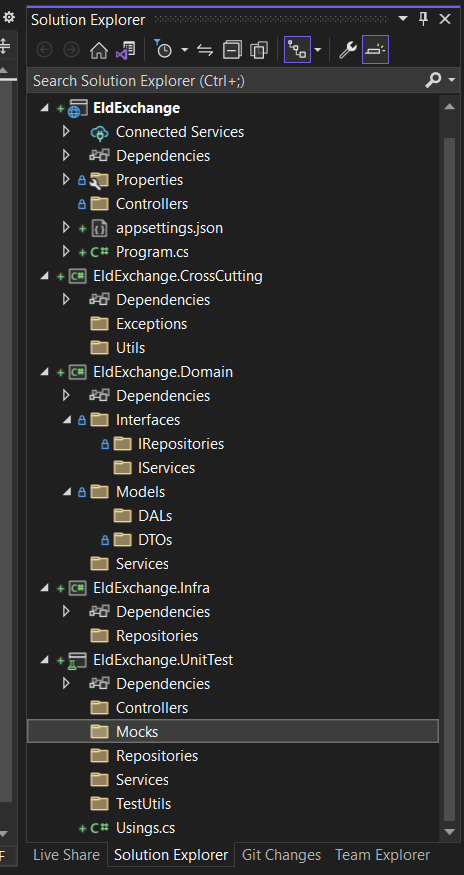 Solution Explorer
Search Solution Explorer (Ctrl+;)
EldExchange
Connected Services
Dependencies
Properties
Controllers
appsettings.json
C# Program.cs
C# EldExchange.CrossCutting
Dependencies
Exceptions
Utils
C# EldExchange.Domain
Dependencies
Interfaces
IRepositories
IServices
Models
DALs
DTOs
Services
C# EldExchange.Infra
Dependencies
Repositories
EldExchange.UnitTest
Dependencies
Controllers
Mocks
Repositories
Services
TestUtils
C# Usings.cs
F Live Share Solution Explorer Git Changes Team Explorer